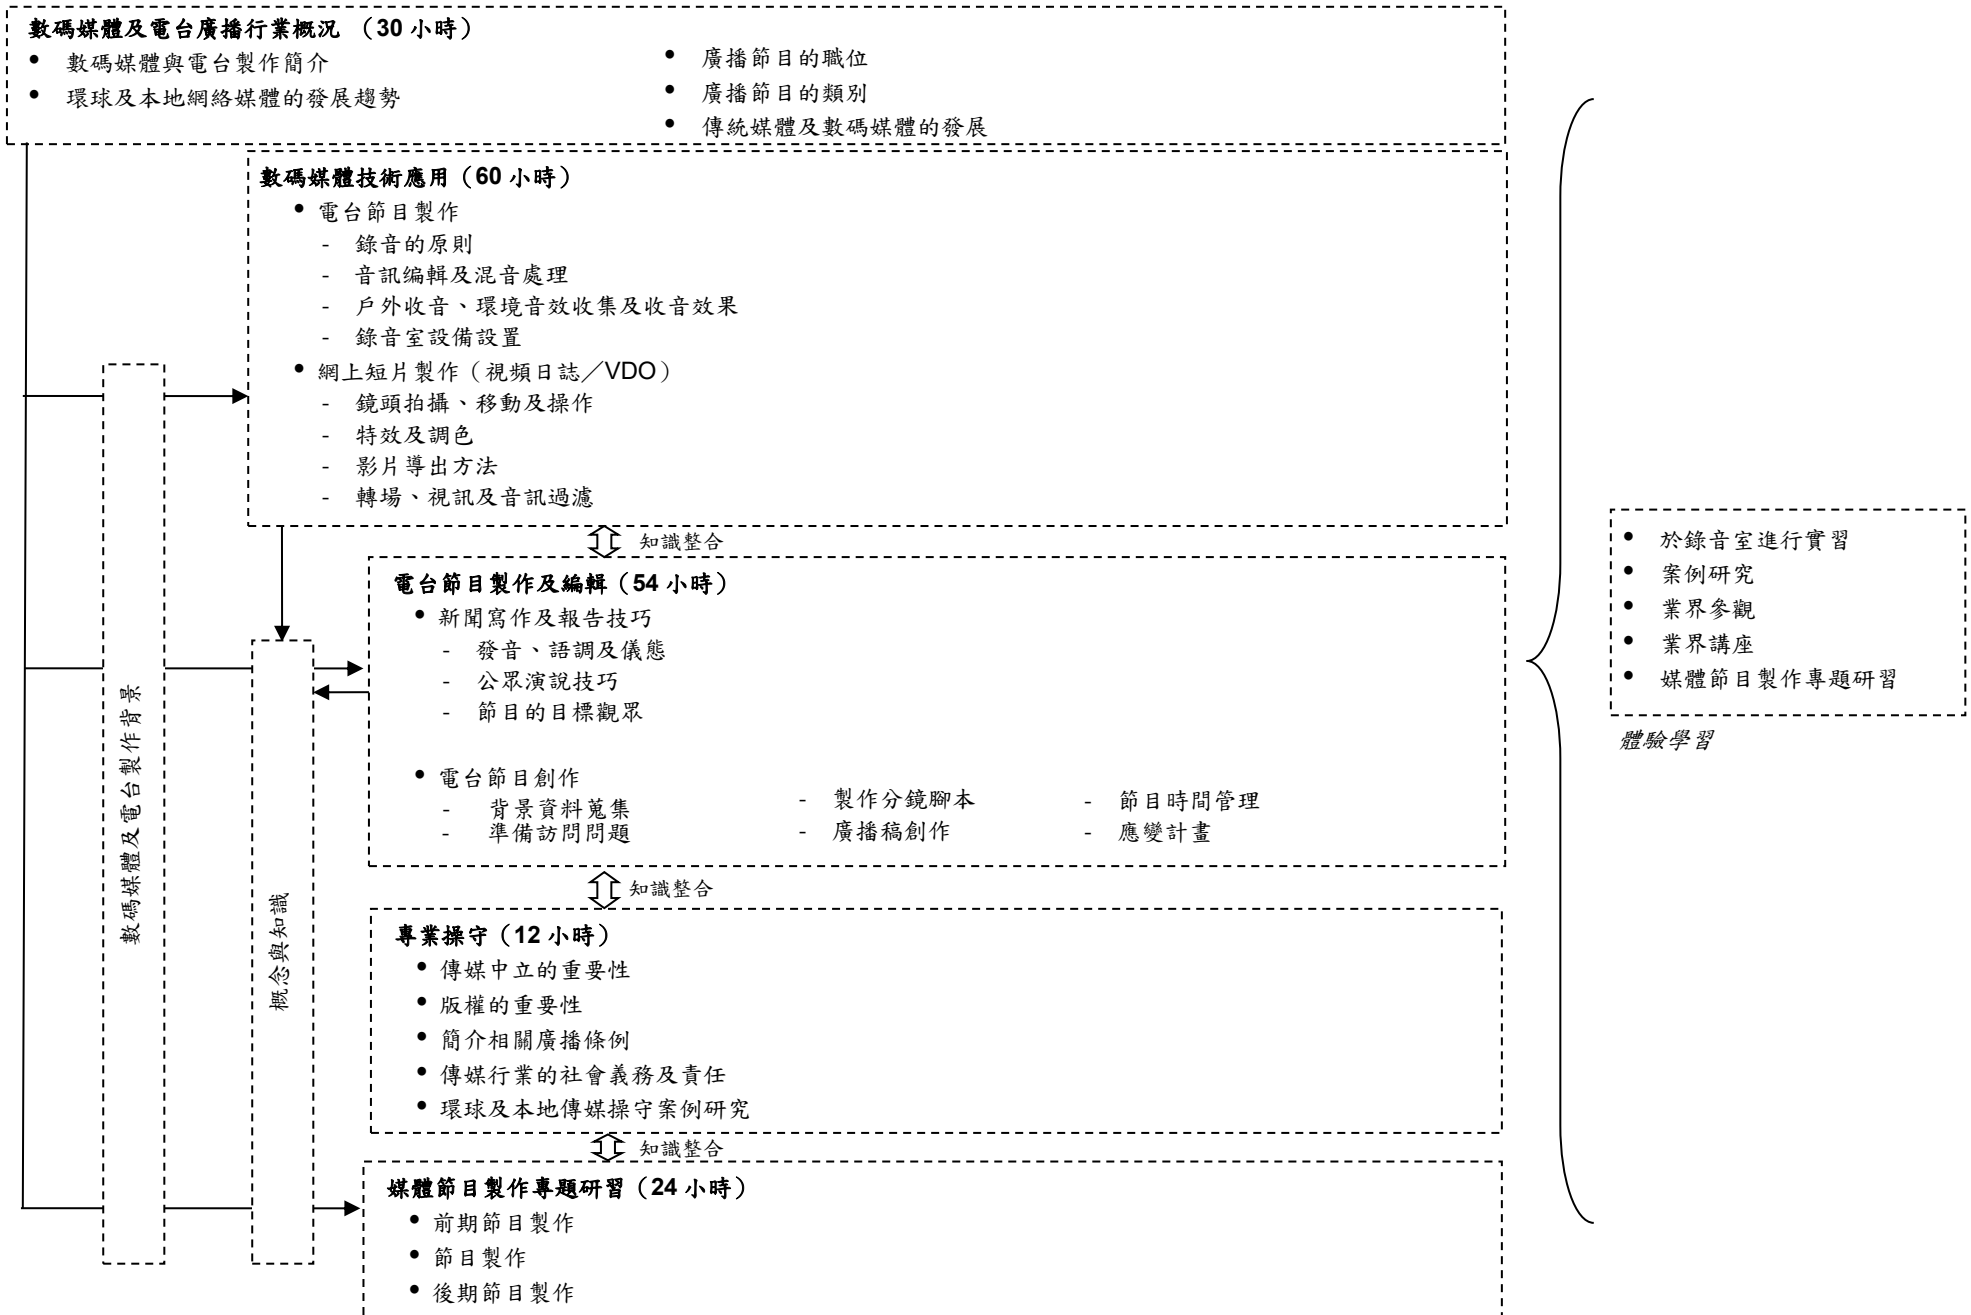 數碼媒體及電台廣播行業概況 （30 小時）
• 數碼媒體與電台製作簡介
• 環球及本地網絡媒體的發展趨勢
• 廣播節目的職位
• 廣播節目的類別
• 傳統媒體及數碼媒體的發展
數碼媒體技術應用（60 小時）
• 電台節目製作
- 錄音的原則
- 音訊编輯及混音處理
- 戶外收音、環境音效收集及收音效果
- 錄音室設備設置
• 網上短片製作（視頻日誌／VDO）
- 鏡頭拍攝、移動及操作
- 特效及調色
- 影片導出方法
- 轉場、視訊及音訊過濾
知識整合
電台節目製作及編輯（54 小時）
• 新聞寫作及報告技巧
- 發音、語調及儀態
- 公眾演說技巧
- 節目的目標觀眾
• 電台節目創作
- 背景資料蒐集
- 準備訪問問題
- 製作分鏡腳本
- 廣播稿創作
- 節目時間管理
- 應變計畫
知識整合
專業操守（12 小時）
• 傳媒中立的重要性
• 版權的重要性
• 簡介相關廣播條例
• 傳媒行業的社會義務及責任
• 環球及本地傳媒操守案例研究
知識整合
媒體節目製作專題研習（24 小時）
• 前期節目製作
• 節目製作
• 後期節目製作
數碼媒體及電台製作背景
概念與知識
• 於錄音室進行實習
• 案例研究
• 業界參觀
• 業界講座
• 媒體節目製作專題研習
體驗學習